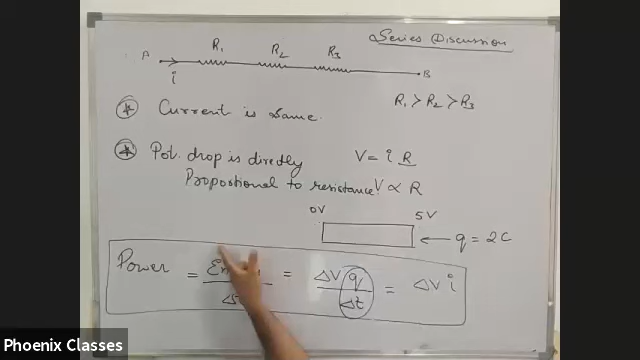 Series Discussion
R₁ R₂ R₃
A B
i
R₁ > R₂ > R₃
* Current is same.
* Pot. drop is directly V = i R
Proportional to resistance V ∝ R
0V 5V
q = 2C
Power = = ΔV q / Δt = ΔV i
Phoenix Classes